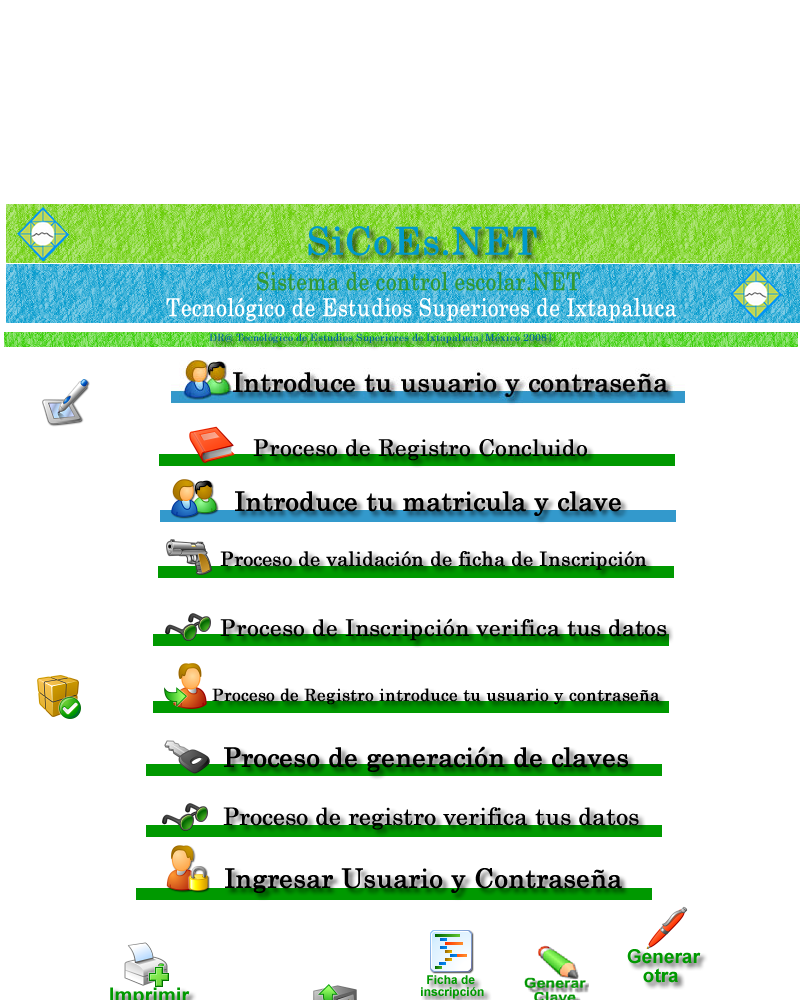 SiCoEs.NET
Sistema de control escolar.NET
Tecnológico de Estudios Superiores de Ixtapaluca
DR© Tecnológico de Estudios Superiores de Ixtapaluca|México 2008|
Introduce tu usuario y contraseña
Proceso de Registro Concluido
Introduce tu matricula y clave
Proceso de validación de ficha de Inscripción
Proceso de Inscripción verifica tus datos
Proceso de Registro introduce tu usuario y contraseña
Proceso de generación de claves
Proceso de registro verifica tus datos
Ingresar Usuario y Contraseña
Generar
otra
Ficha de
inscripción
Generar
Clave
Imprimir